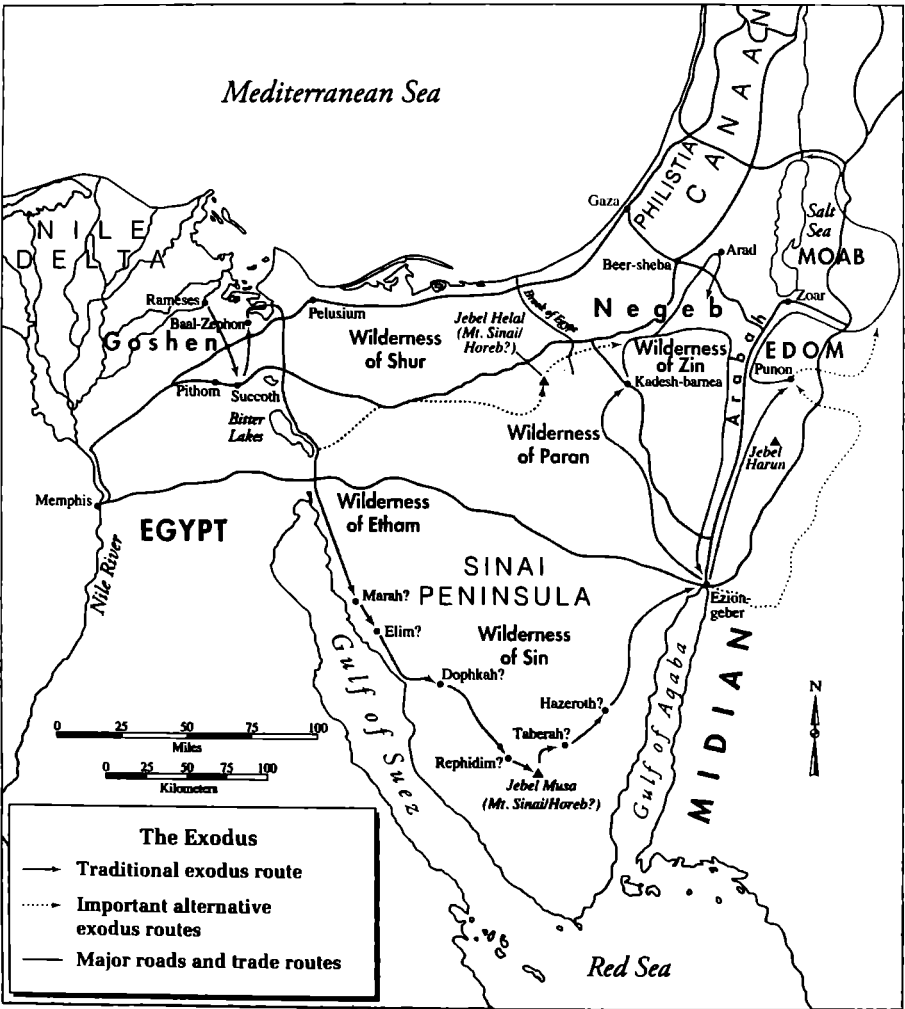 Mediterranean Sea
CANAAN
PHILISTIA
Gaza
Salt
Sea
MOAB
NILE
DELTA
Beer-sheba
Arad
Rameses
Baal-Zephon
Goshen
Pelusium
Wilderness
of Shur
Jebel Helal
(Mt. Sinai/
Horeb?)
Brook of Egypt
Negeb
Zoar
Arabah
EDOM
Punon
Wilderness
of Zin
Kadesh-barnea
Pithom
Succoth
Bitter
Lakes
Wilderness
of Paran
Jebel
Harun
Memphis
EGYPT
Nile River
Wilderness
of Etham
SINAI
PENINSULA
Marah?
Elim?
Wilderness
of Sin
Ezion-
geber
Dophkah?
Hazeroth?
Taberah?
Rephidim?
Jebel Musa
(Mt. Sinai/Horeb?)
Gulf of Suez
Gulf of Aqaba
MIDIAN
N
0 25 50 75 100
Miles
0 25 50 75 100
Kilometers
The Exodus
Traditional exodus route
Important alternative
exodus routes
Major roads and trade routes
Red Sea